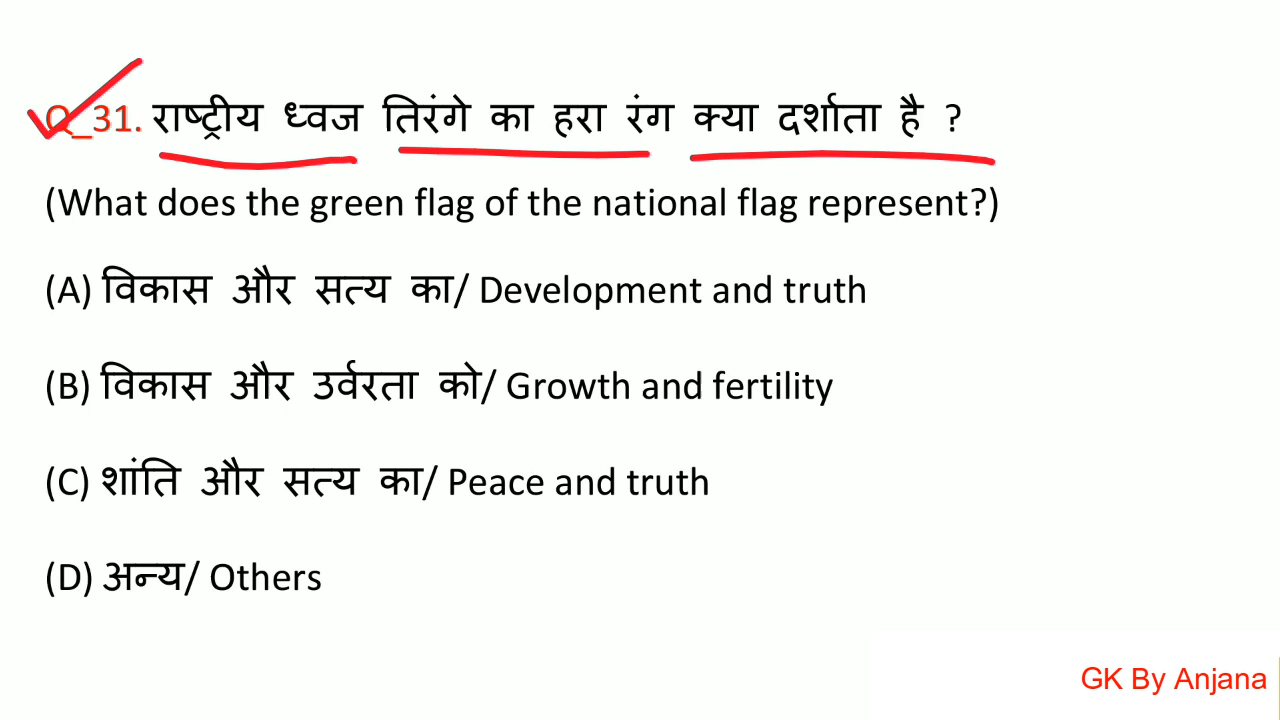 Q_31. राष्ट्रीय ध्वज तिरंगे का हरा रंग क्या दर्शाता है ?
(What does the green flag of the national flag represent?)
(A) विकास और सत्य का/ Development and truth
(B) विकास और उर्वरता को/ Growth and fertility
(C) शांति और सत्य का/ Peace and truth
(D) अन्य/ Others
GK By Anjana